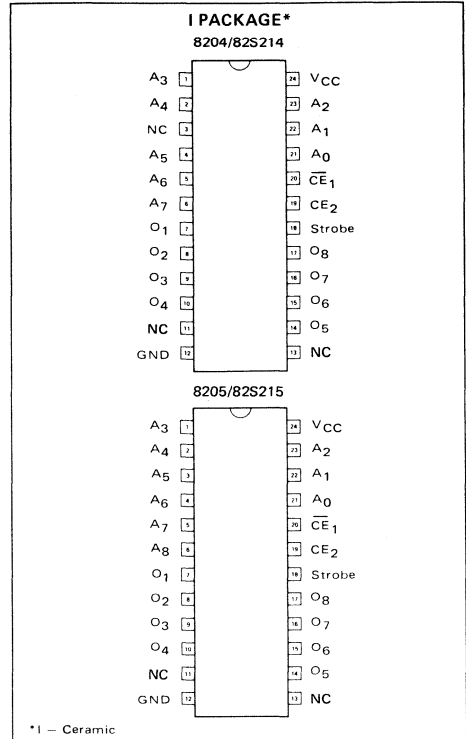 I PACKAGE*
8204/82S214
A3 1 24 VCC
A4 2 23 A2
NC 3 22 A1
A5 4 21 A0
A6 5 20 CE1
A7 6 19 CE2
O1 7 18 Strobe
O2 8 17 O8
O3 9 16 O7
O4 10 15 O6
NC 11 14 O5
GND 12 13 NC
8205/82S215
A3 1 24 VCC
A4 2 23 A2
A5 3 22 A1
A6 4 21 A0
A7 5 20 CE1
A8 6 19 CE2
O1 7 18 Strobe
O2 8 17 O8
O3 9 16 O7
O4 10 15 O6
NC 11 14 O5
GND 12 13 NC
*I – Ceramic